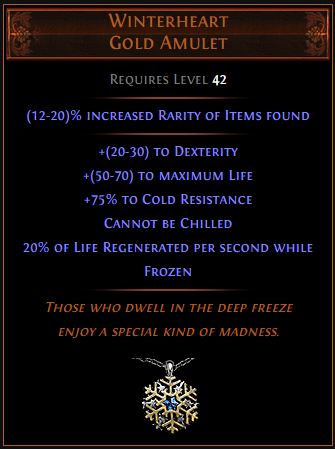 Winterheart
Gold Amulet
Requires Level 42
(12-20)% increased Rarity of Items found
+(20-30) to Dexterity
+(50-70) to maximum Life
+75% to Cold Resistance
Cannot be Chilled
20% of Life Regenerated per second while
Frozen
Those who dwell in the deep freeze
enjoy a special kind of madness.